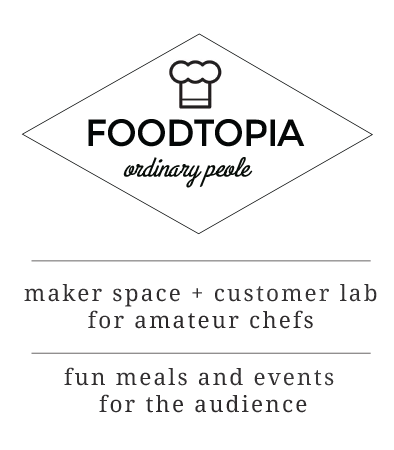 FOODTOPIA
ordinary peole
maker space + customer lab
for amateur chefs
fun meals and events
for the audience